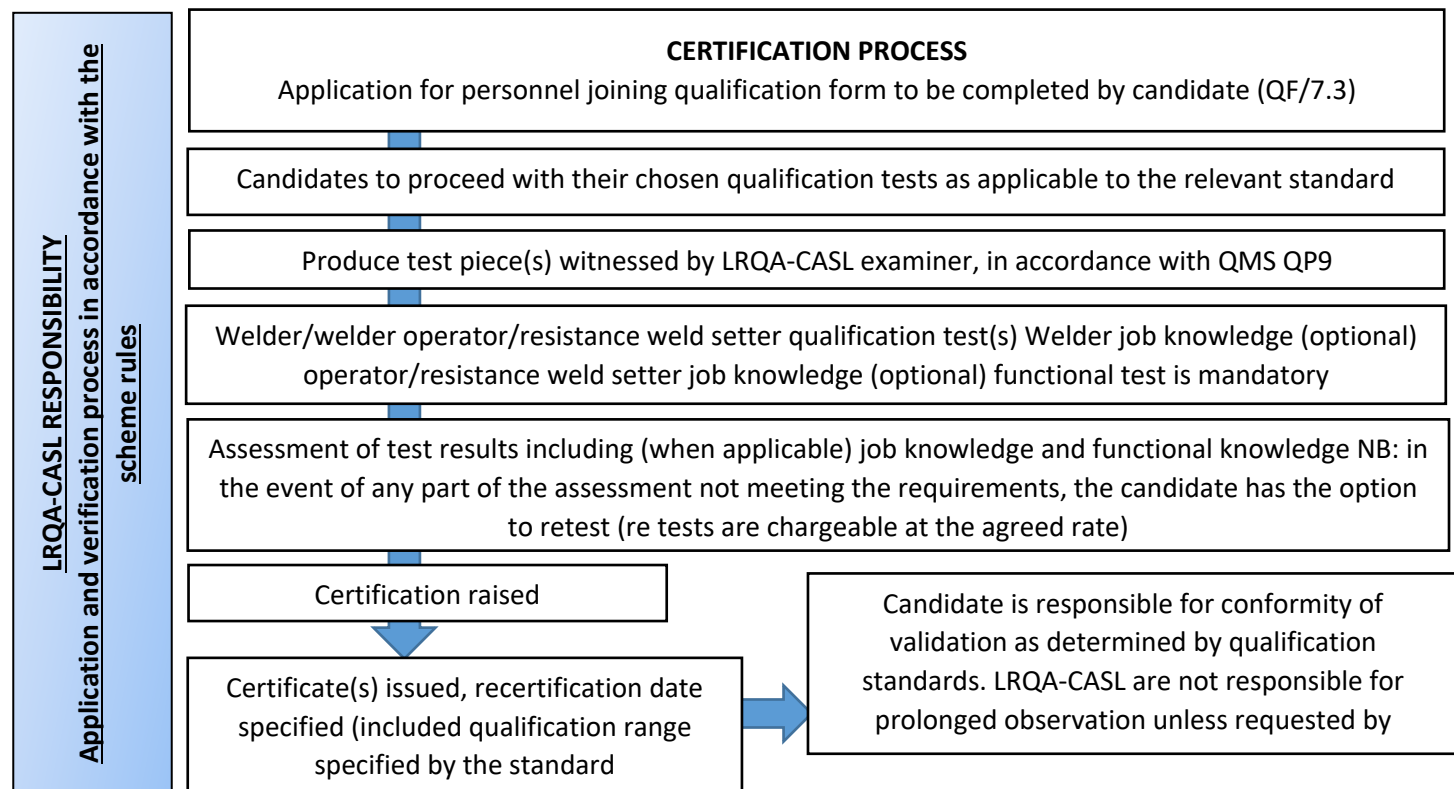 LRQA-CASL RESPONSIBILITY
Application and verification process in accordance with the
scheme rules
CERTIFICATION PROCESS
Application for personnel joining qualification form to be completed by candidate (QF/7.3)
Candidates to proceed with their chosen qualification tests as applicable to the relevant standard
Produce test piece(s) witnessed by LRQA-CASL examiner, in accordance with QMS QP9
Welder/welder operator/resistance weld setter qualification test(s) Welder job knowledge (optional)
operator/resistance weld setter job knowledge (optional) functional test is mandatory
Assessment of test results including (when applicable) job knowledge and functional knowledge NB: in
the event of any part of the assessment not meeting the requirements, the candidate has the option
to retest (re tests are chargeable at the agreed rate)
Certification raised
Certificate(s) issued, recertification date
specified (included qualification range
specified by the standard
Candidate is responsible for conformity of
validation as determined by qualification
standards. LRQA-CASL are not responsible for
prolonged observation unless requested by